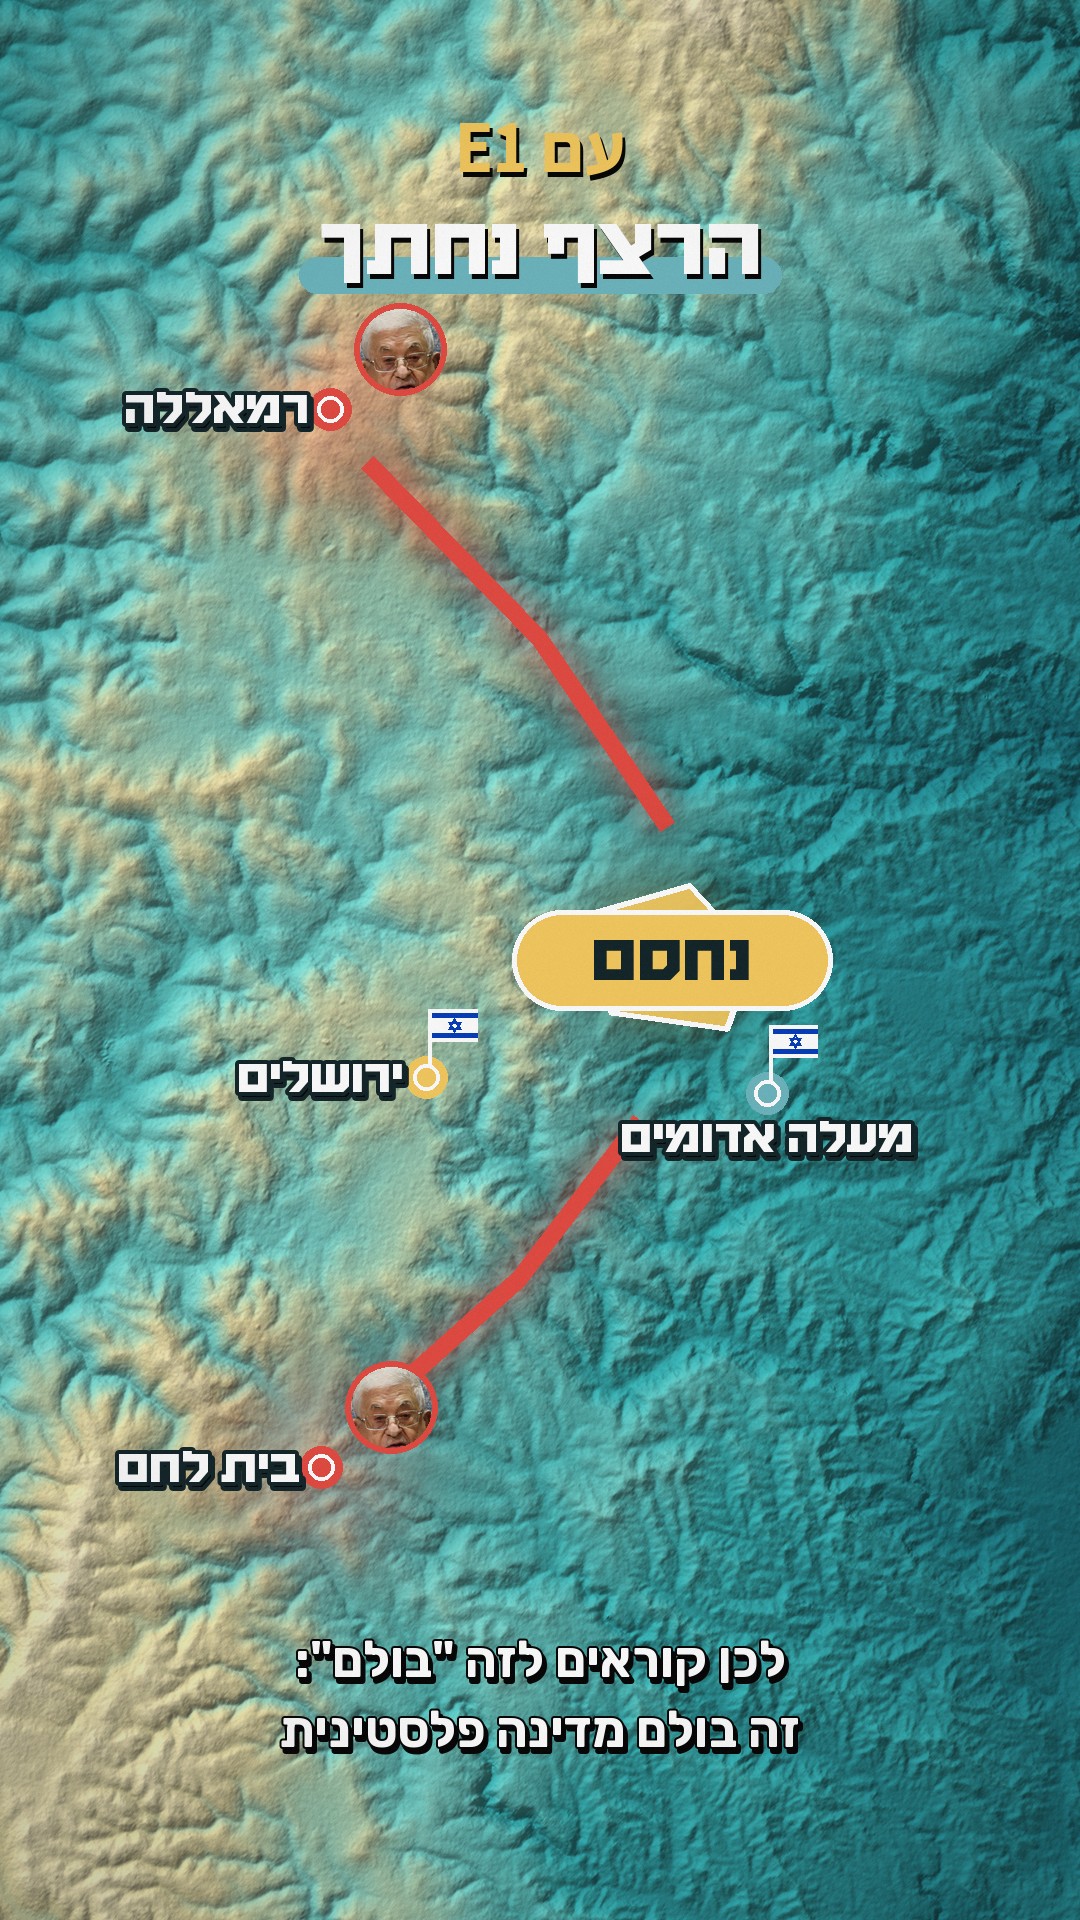 עם E1
הרצף נחתך
רמאללה
נחסם
ירושלים
מעלה אדומים
בית לחם
לכן קוראים לזה "בולם":
זה בולם מדינה פלסטינית